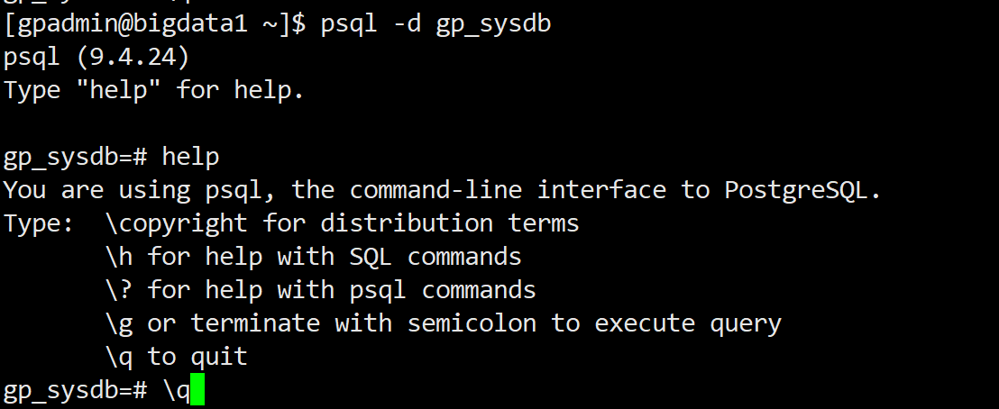 [gpadmin@bigdata1 ~]$ psql -d gp_sysdb
psql (9.4.24)
Type "help" for help.
gp_sysdb=# help
You are using psql, the command-line interface to PostgreSQL.
Type:  \copyright for distribution terms
       \h for help with SQL commands
       \? for help with psql commands
       \g or terminate with semicolon to execute query
       \q to quit
gp_sysdb=# \q